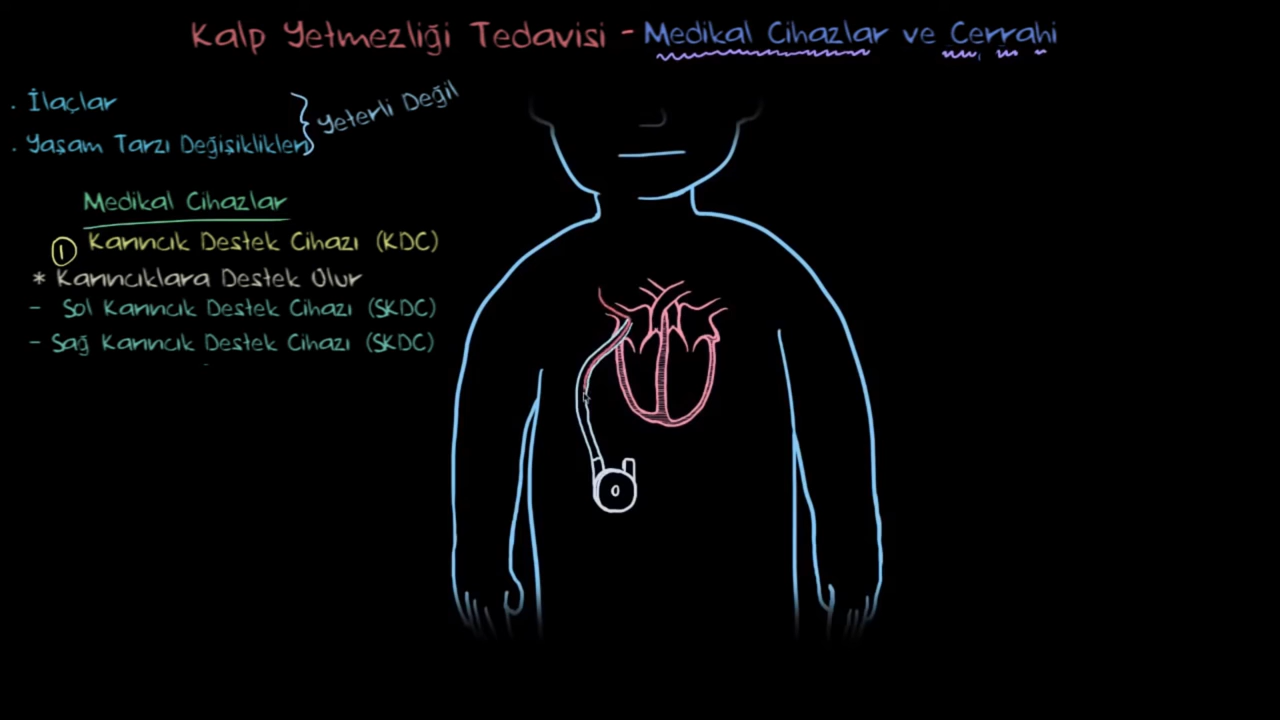 Kalp Yetmezliği Tedavisi - Medikal Cihazlar ve Cerrahi
. İlaçlar
. Yaşam Tarzı Değişiklikleri
Yeterli Değil
Medikal Cihazlar
1 Karıncık Destek Cihazı (KDC)
* Karıncıklara Destek Olur
- Sol Karıncık Destek Cihazı (SKDC)
- Sağ Karıncık Destek Cihazı (SKDC)